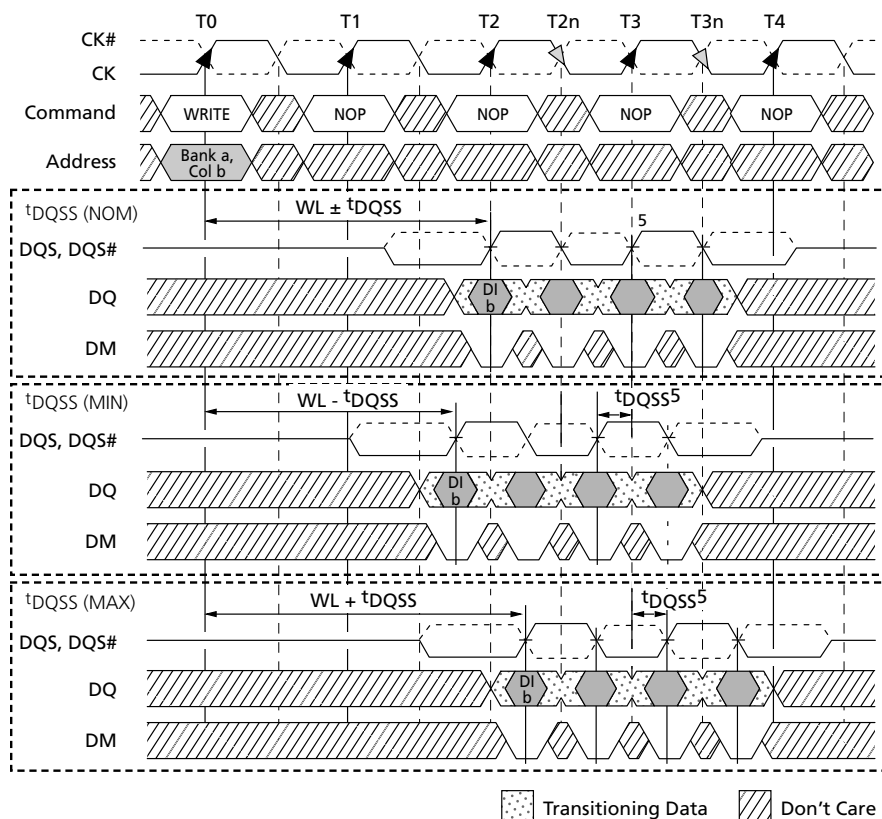 T0 T1 T2 T2n T3 T3n T4
CK#
CK
Command WRITE NOP NOP NOP NOP
Address Bank a,
Col b
tDQSS (NOM) WL ± tDQSS
5
DQS, DQS#
DQ DI
b
DM
tDQSS (MIN) WL - tDQSS tDQSS5
DQS, DQS#
DQ DI
b
DM
tDQSS (MAX) WL + tDQSS tDQSS5
DQS, DQS#
DQ DI
b
DM
Transitioning Data Don't Care